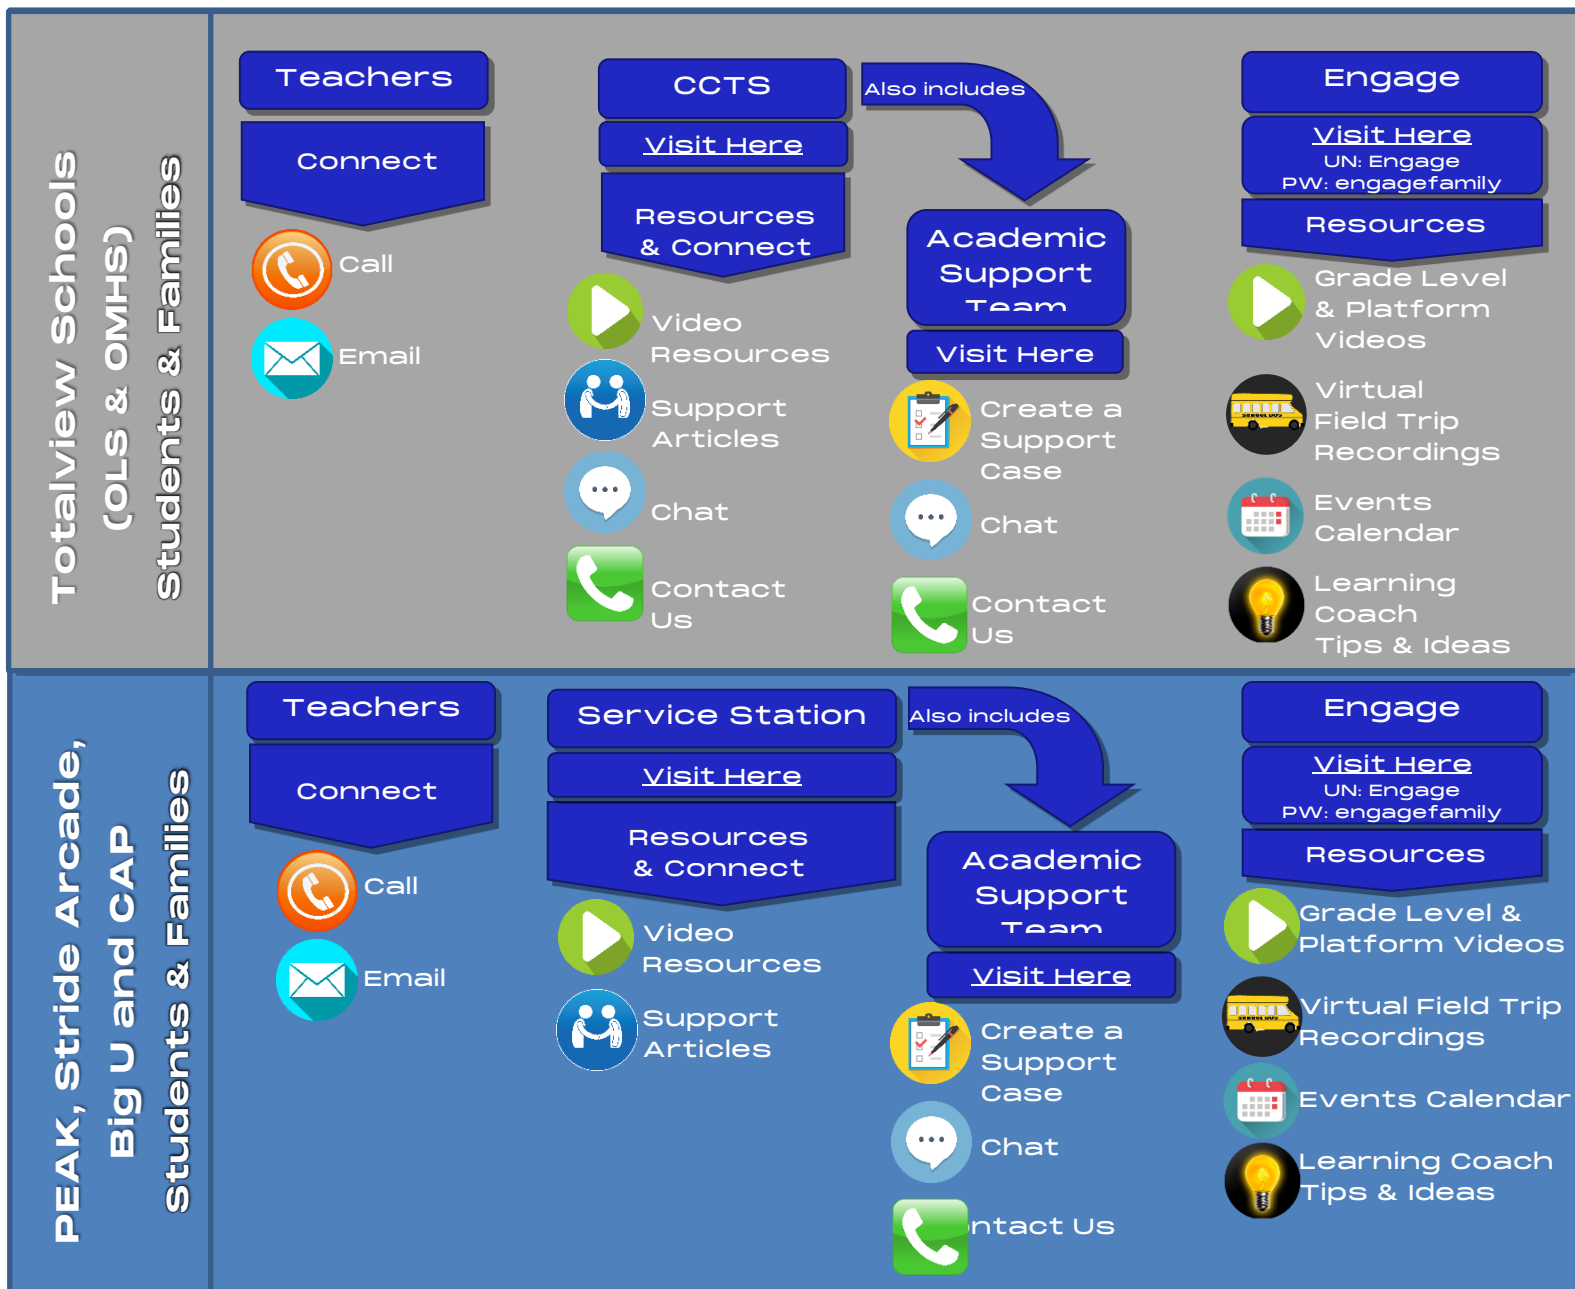 Totalview Schools
(OLS & OMHS)
Students & Families
Teachers
Connect
Call
Email
CCTS
Visit Here
Resources
& Connect
Video
Resources
Support
Articles
Chat
Contact
Us
Also includes
Academic
Support
Team
Visit Here
Create a
Support
Case
Chat
Contact
Us
Engage
Visit Here
UN: Engage
PW: engagefamily
Resources
Grade Level
& Platform
Videos
Virtual
Field Trip
Recordings
SCHOOL BUS
Events
Calendar
Learning
Coach
Tips & Ideas
PEAK, Stride Arcade,
Big U and CAP
Students & Families
Teachers
Connect
Call
Email
Service Station
Visit Here
Resources
& Connect
Video
Resources
Support
Articles
Also includes
Academic
Support
Team
Visit Here
Create a
Support
Case
Chat
ntact Us
Engage
Visit Here
UN: Engage
PW: engagefamily
Resources
Grade Level &
Platform Videos
Virtual Field Trip
Recordings
SCHOOL BUS
Events Calendar
Learning Coach
Tips & Ideas